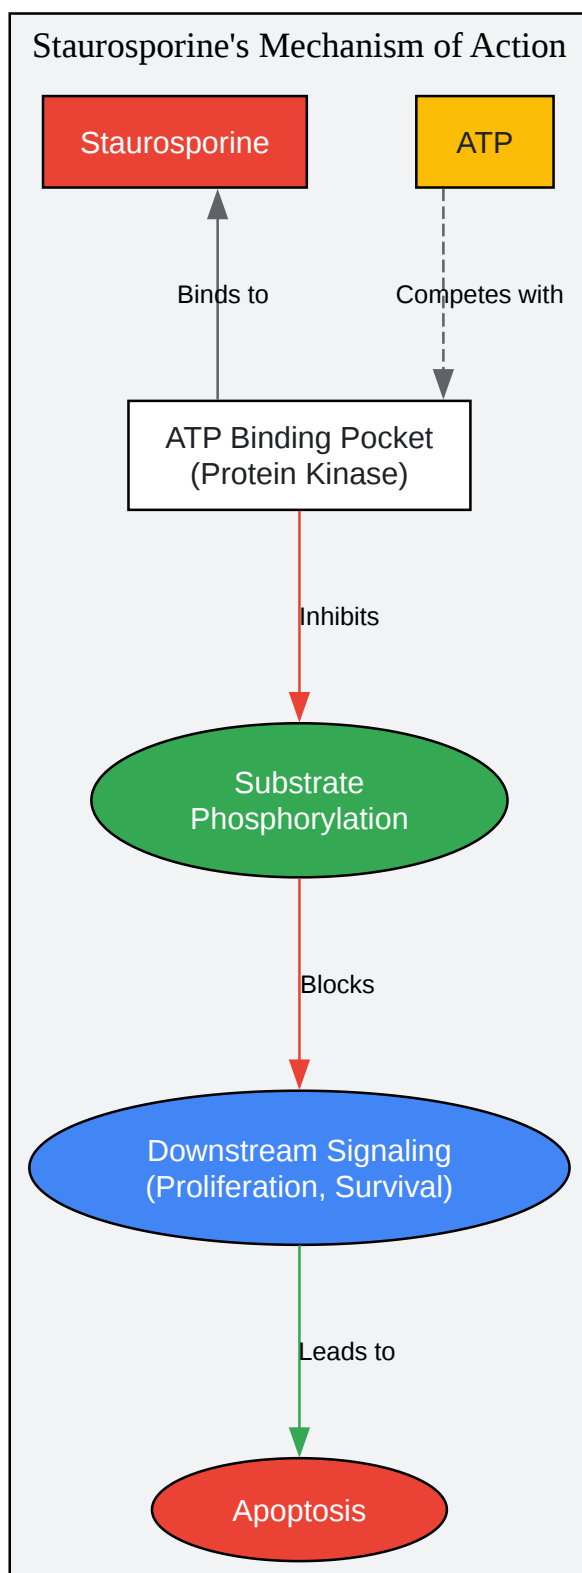 Staurosporine's Mechanism of Action
Staurosporine
ATP
Binds to
Competes with
ATP Binding Pocket
(Protein Kinase)
Inhibits
Substrate
Phosphorylation
Blocks
Downstream Signaling
(Proliferation, Survival)
Leads to
Apoptosis